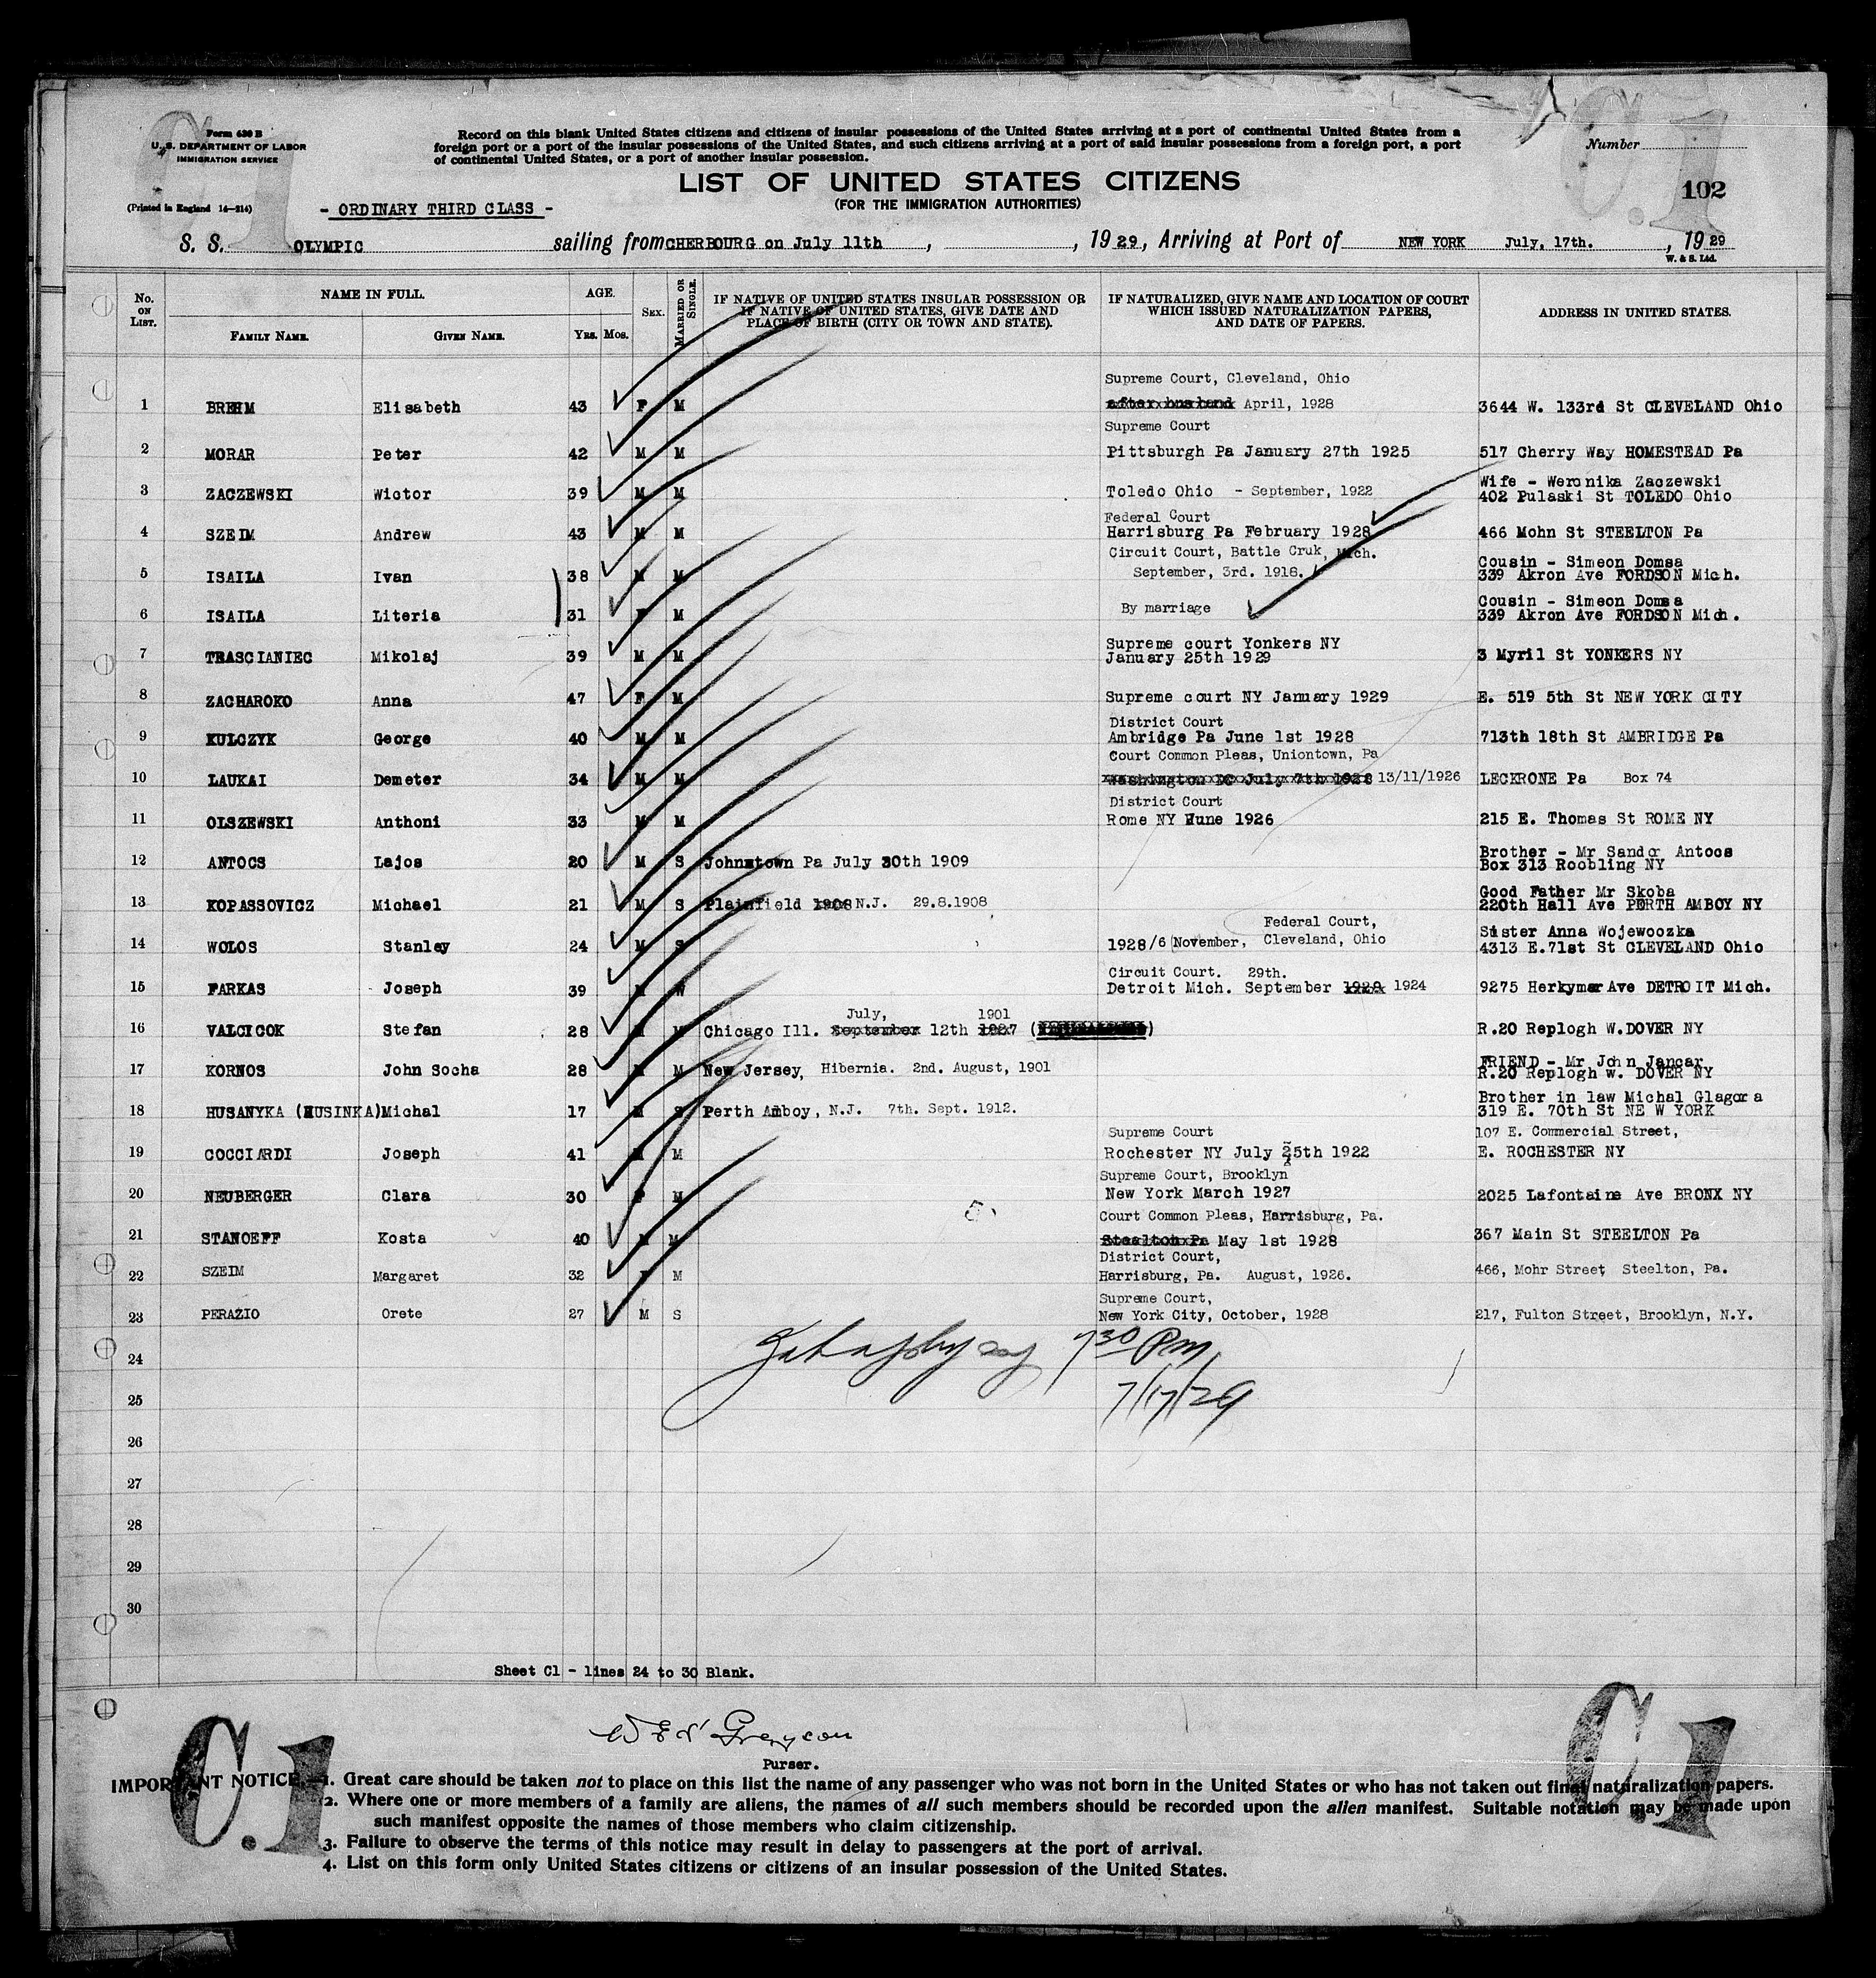 C1
C1
Form 630 B
U. S. DEPARTMENT OF LABOR
IMMIGRATION SERVICE
(Printed in England 14—214)
Record on this blank United States citizens and citizens of insular possessions of the United States arriving at a port of continental United States from a
foreign port or a port of the insular possessions of the United States, and such citizens arriving at a port of said insular possessions from a foreign port, a port
of continental United States, or a port of another insular possession.
Number
LIST OF UNITED STATES CITIZENS
(FOR THE IMMIGRATION AUTHORITIES)
102
- ORDINARY THIRD CLASS -
S. S. OLYMPIC sailing from CHERBOURG on July 11th , , 19 29 , Arriving at Port of NEW YORK July, 17th. , 19 29
W. & S. Ltd.
No. ON LIST. NAME IN FULL. AGE. SEX. MARRIED OR SINGLE. IF NATIVE OF UNITED STATES INSULAR POSSESSION OR IF NATIVE OF UNITED STATES, GIVE DATE AND PLACE OF BIRTH (CITY OR TOWN AND STATE). IF NATURALIZED, GIVE NAME AND LOCATION OF COURT WHICH ISSUED NATURALIZATION PAPERS, AND DATE OF PAPERS. ADDRESS IN UNITED STATES.
FAMILY NAME. GIVEN NAME. YRS. MOS.
Supreme Court, Cleveland, Ohio
1 BREHM Elisabeth 43 F M after husband April, 1928 3644 W. 133rd St CLEVELAND Ohio
Supreme Court
2 MORAR Peter 42 M M Pittsburgh Pa January 27th 1925 517 Cherry Way HOMESTEAD Pa
Wife - Weronika Zaczewski
3 ZACZEWSKI Wictor 39 M M Toledo Ohio - September, 1922 402 Pulaski St TOLEDO Ohio
Federal Court
4 SZEIM Andrew 43 M M Harrisburg Pa February 1928 466 Mohn St STEELTON Pa
Circuit Court, Battle Cruk, Mich.
Cousin - Simeon Domsa
5 ISAILA Ivan 38 M M September, 3rd. 1918. 339 Akron Ave FORDSON Mich.
Cousin - Simeon Domsa
6 ISAILA Literia 31 F M By marriage 339 Akron Ave FORDSON Mich.
Supreme court Yonkers NY
7 TRASCIANIEC Mikolaj 39 M M January 25th 1929 3 Myril St YONKERS NY
8 ZACHAROKO Anna 47 F M Supreme court NY January 1929 E. 519 5th St NEW YORK CITY
District Court
9 KULCZYK George 40 M M Ambridge Pa June 1st 1928 713th 18th St AMBRIDGE Pa
Court Common Pleas, Uniontown, Pa
10 LAUKAI Demeter 34 M M Washington DC July 7th 1928 13/11/1926 LECKRONE Pa Box 74
District Court
11 OLSZEWSKI Anthoni 33 M M Rome NY June 1926 215 E. Thomas St ROME NY
Brother - Mr Sandor Antocs
12 ANTOCS Lajos 20 M S Johnstown Pa July 30th 1909 Box 313 Roobling NY
Good Father Mr Skoba
13 KOPASSOVICZ Michael 21 M S Plainfield 1908 N.J. 29.8.1908 220th Hall Ave PERTH AMBOY NY
Federal Court, Sister Anna Wojewoozka
14 WOLOS Stanley 24 M S 1928/6 November, Cleveland, Ohio 4313 E.71st St CLEVELAND Ohio
Circuit Court. 29th.
15 FARKAS Joseph 39 M W Detroit Mich. September 1929 1924 9275 Herkymer Ave DETROIT Mich.
July, 1901
16 VALCICOK Stefan 28 M M Chicago Ill. September 12th 1927 R.20 Replogh W.DOVER NY
FRIEND - Mr John Jancar
17 KORNOS John Socha 28 M M New Jersey, Hibernia. 2nd. August, 1901 R.20 Replogh w. DOVER NY
Brother in law Michal Glagora
18 HUSANYKA (HUSINKA) Michal 17 M S Perth Amboy, N.J. 7th. Sept. 1912. 319 E. 70th St NEW YORK
Supreme Court 107 E. Commercial Street,
19 COCCIARDI Joseph 41 M M Rochester NY July 25th 1922 E. ROCHESTER NY
Supreme Court, Brooklyn
20 NEUBERGER Clara 30 F M New York March 1927 2025 Lafontaine Ave BRONX NY
Court Common Pleas, Harrisburg, Pa.
21 STANOEFF Kosta 40 M M Steelton Pa May 1st 1928 367 Main St STEELTON Pa
District Court,
22 SZEIM Margaret 32 F M Harrisburg, Pa. August, 1926. 466, Mohr Street Steelton, Pa.
Supreme Court,
23 PERAZIO Orete 27 M S New York City, October, 1928 217, Fulton Street, Brooklyn, N.Y.
24 7 30 Pm
25 7/17/29
26
27
28
29
30
Sheet C1 - lines 24 to 30 Blank.
Purser.
C.1
C.1
IMPORTANT NOTICE.—1. Great care should be taken not to place on this list the name of any passenger who was not born in the United States or who has not taken out final naturalization papers.
2. Where one or more members of a family are aliens, the names of all such members should be recorded upon the alien manifest. Suitable notation may be made upon
such manifest opposite the names of those members who claim citizenship.
3. Failure to observe the terms of this notice may result in delay to passengers at the port of arrival.
4. List on this form only United States citizens or citizens of an insular possession of the United States.